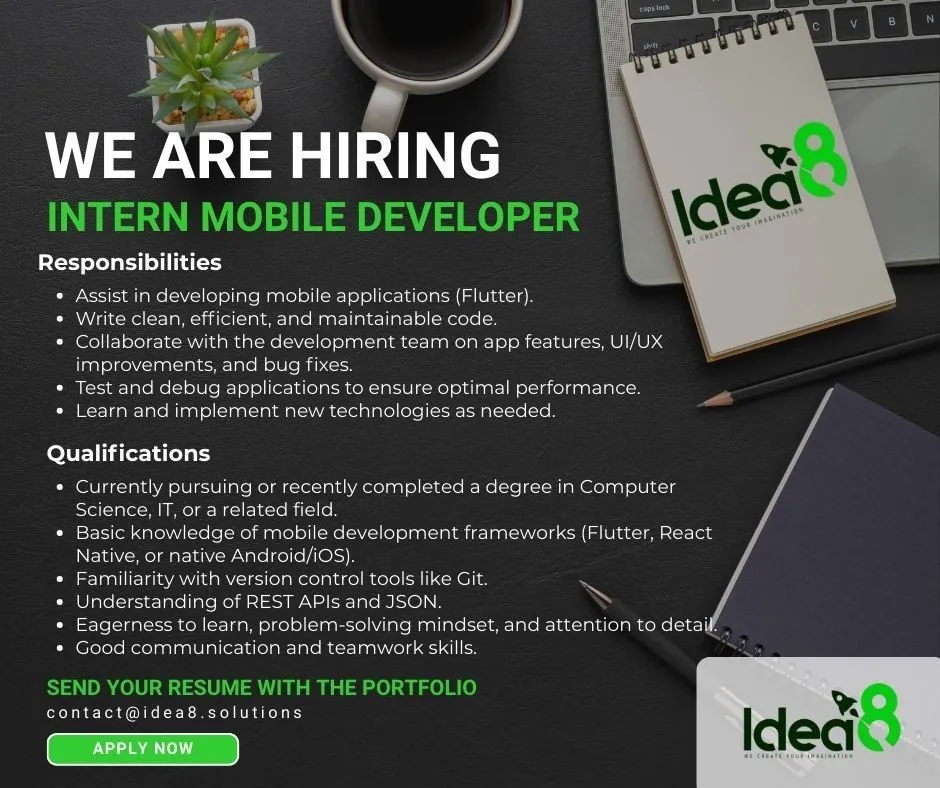 caps lock
shift
C V B N
Idea8
WE CREATE YOUR IMAGINATION
WE ARE HIRING
INTERN MOBILE DEVELOPER
Responsibilities
• Assist in developing mobile applications (Flutter).
• Write clean, efficient, and maintainable code.
• Collaborate with the development team on app features, UI/UX
improvements, and bug fixes.
• Test and debug applications to ensure optimal performance.
• Learn and implement new technologies as needed.
Qualifications
• Currently pursuing or recently completed a degree in Computer
Science, IT, or a related field.
• Basic knowledge of mobile development frameworks (Flutter, React
Native, or native Android/iOS).
• Familiarity with version control tools like Git.
• Understanding of REST APIs and JSON.
• Eagerness to learn, problem-solving mindset, and attention to detail.
• Good communication and teamwork skills.
SEND YOUR RESUME WITH THE PORTFOLIO
contact@idea8.solutions
APPLY NOW
Idea8
WE CREATE YOUR IMAGINATION